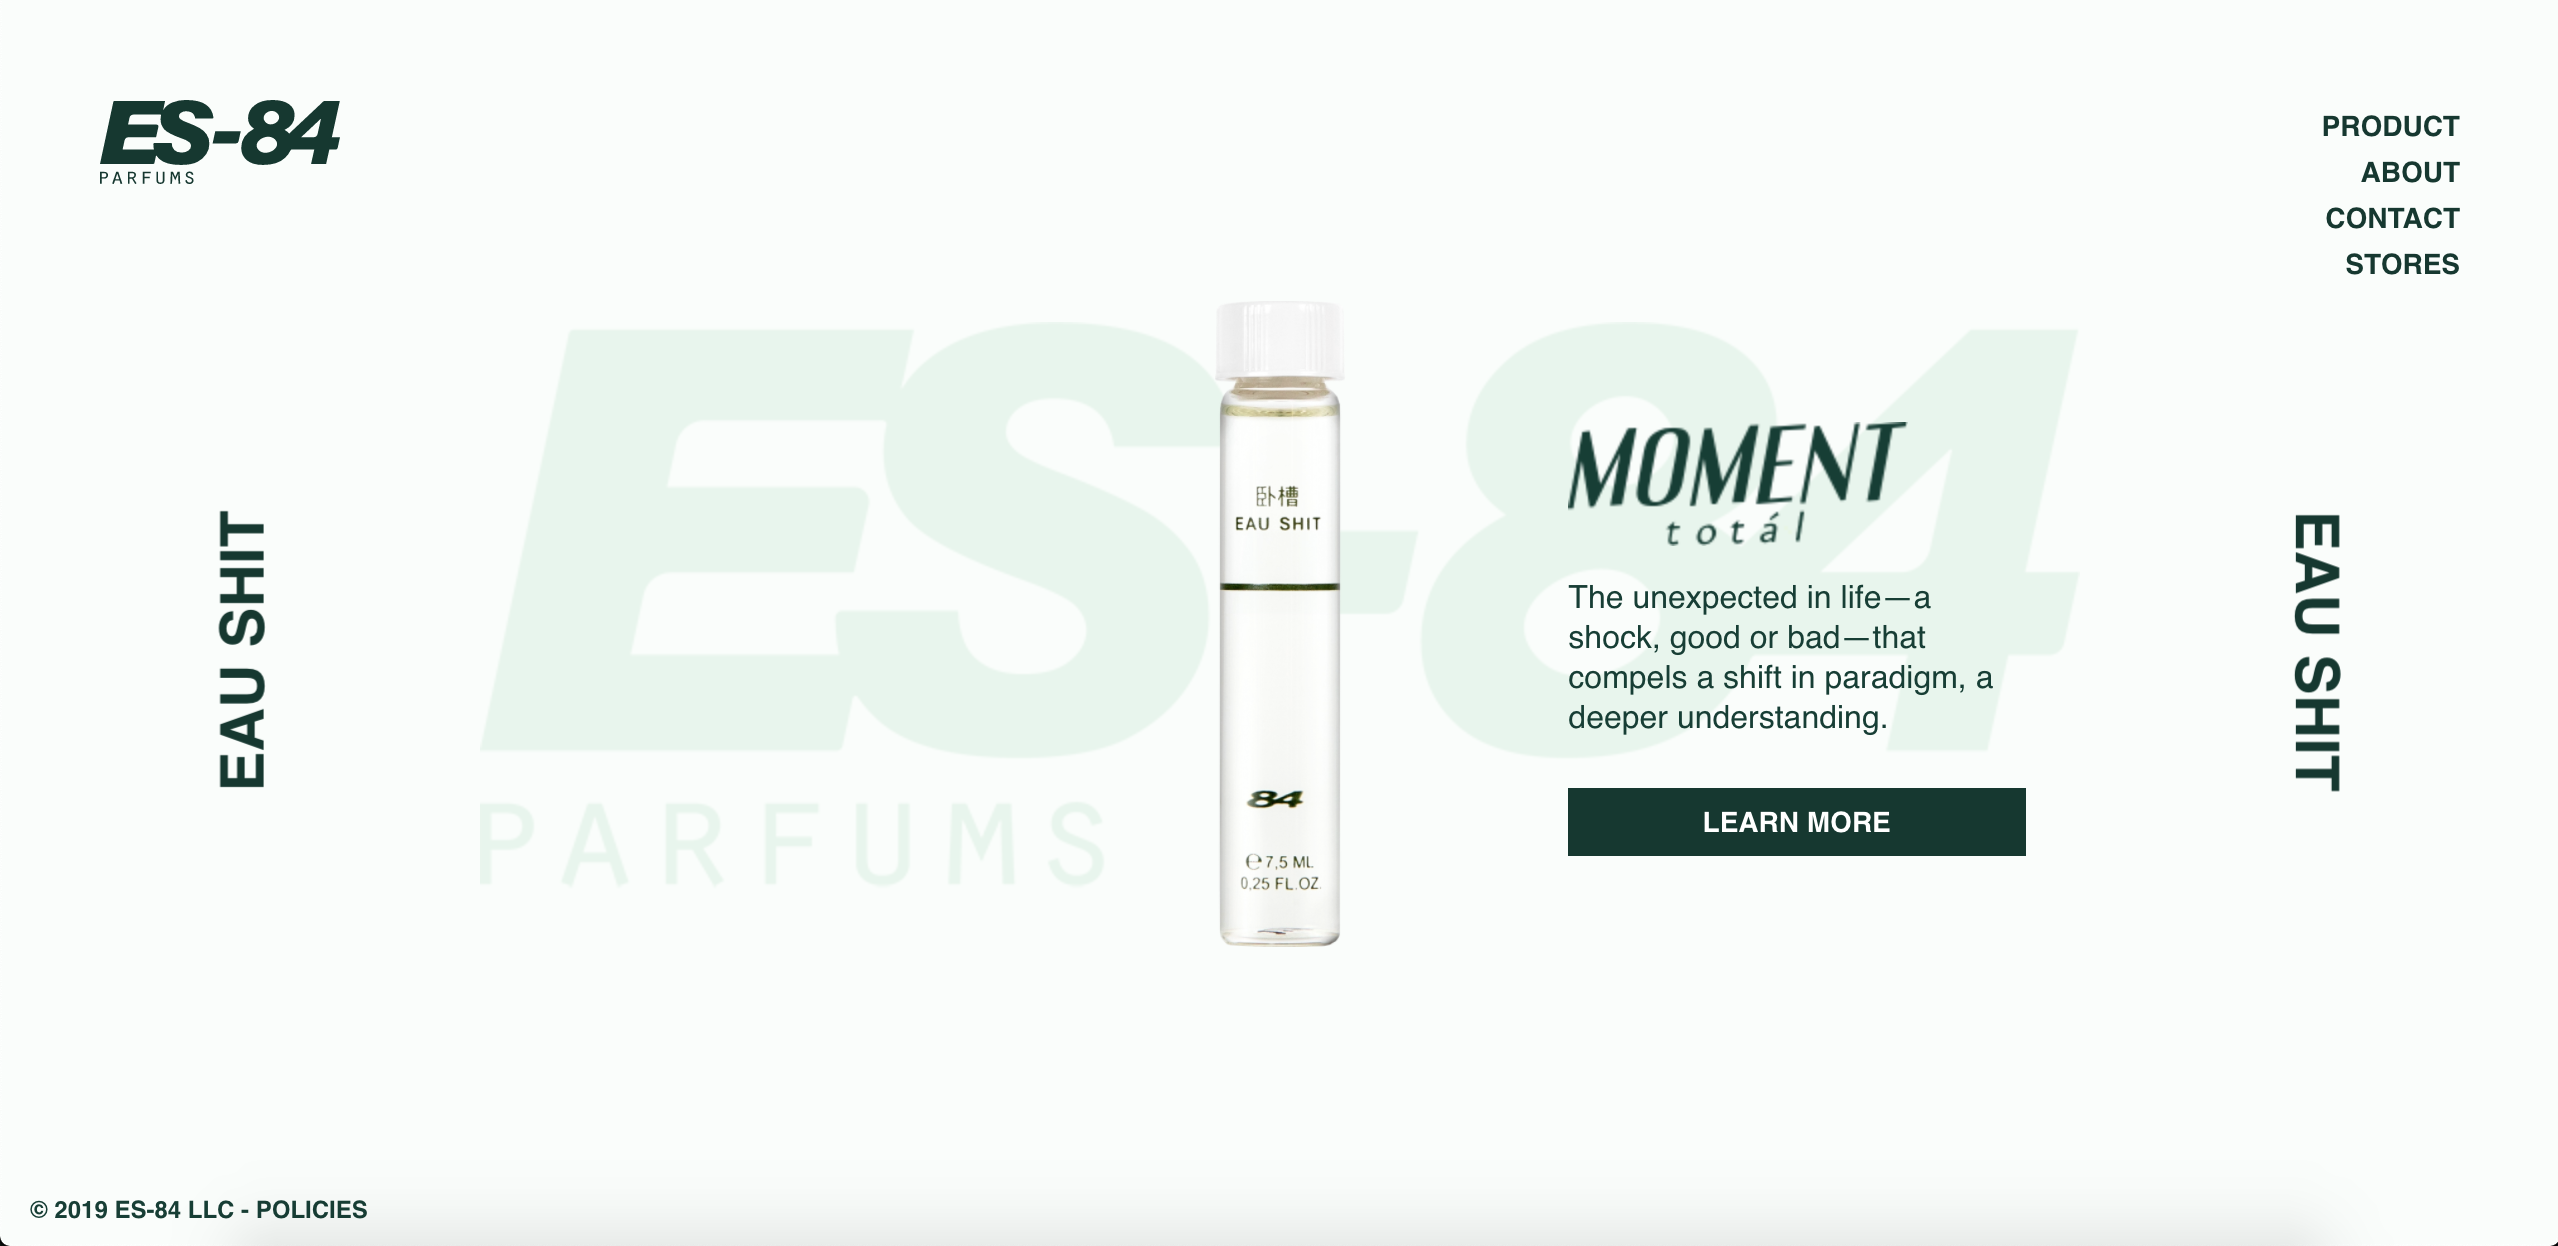 ES-84
PARFUMS
PRODUCT
ABOUT
CONTACT
STORES
ES-84
PARFUMS
EAU SHIT
卧槽
EAU SHIT
84
℮ 7,5 ML
0,25 FL.OZ.
MOMENT
totál
The unexpected in life—a
shock, good or bad—that
compels a shift in paradigm, a
deeper understanding.
LEARN MORE
EAU SHIT
© 2019 ES-84 LLC - POLICIES